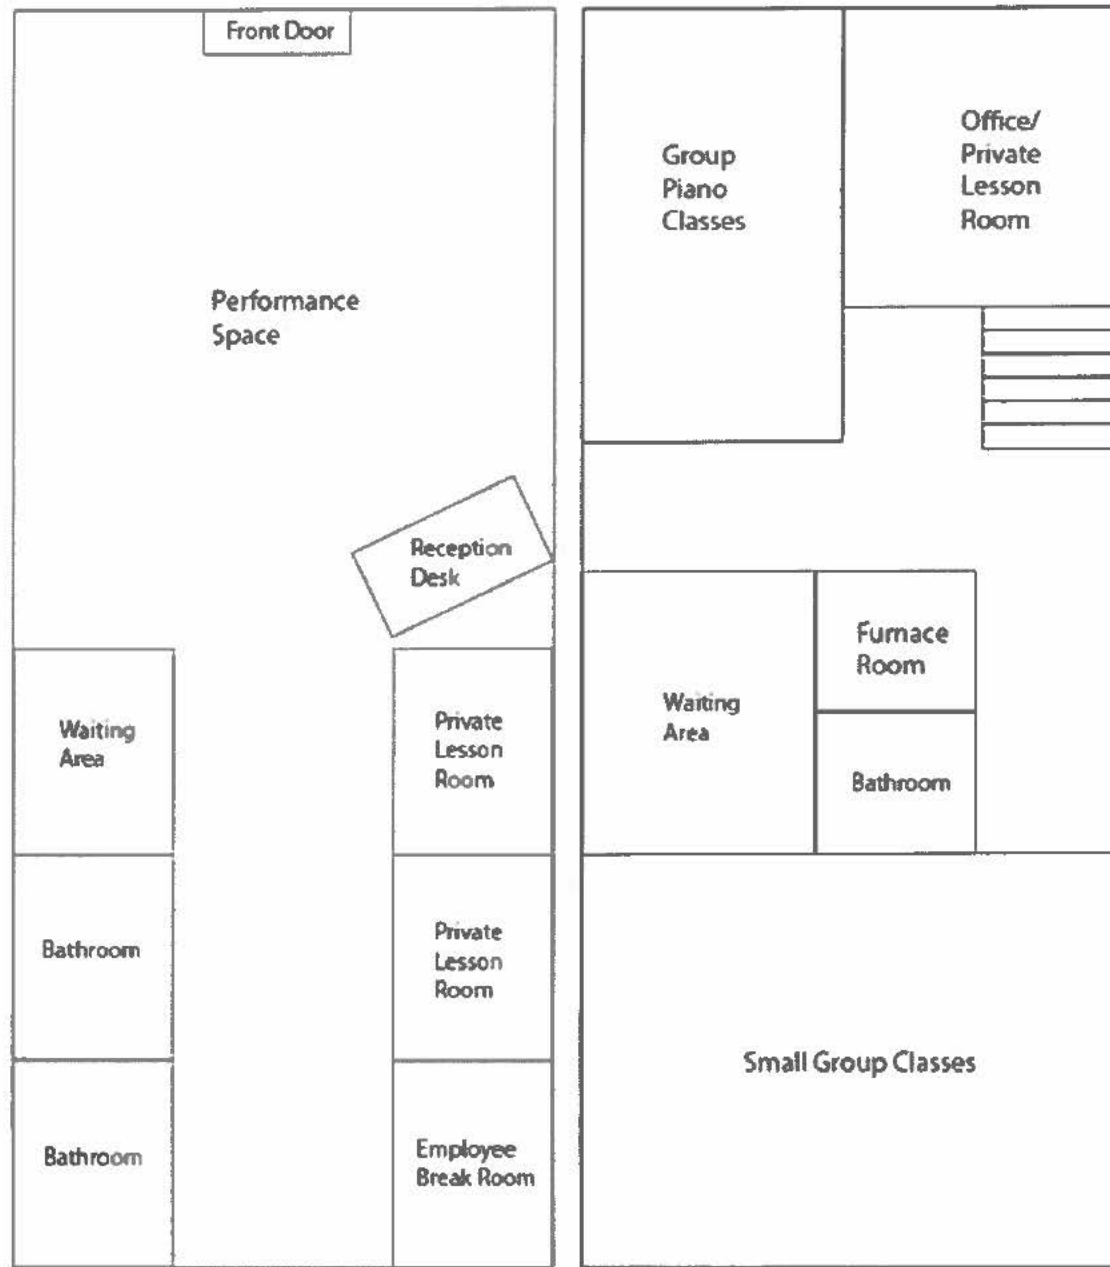 Front Door
Performance
Space
Reception
Desk
Waiting
Area
Private
Lesson
Room
Bathroom
Private
Lesson
Room
Bathroom
Employee
Break Room
Group
Piano
Classes
Office/
Private
Lesson
Room
Waiting
Area
Furnace
Room
Bathroom
Small Group Classes